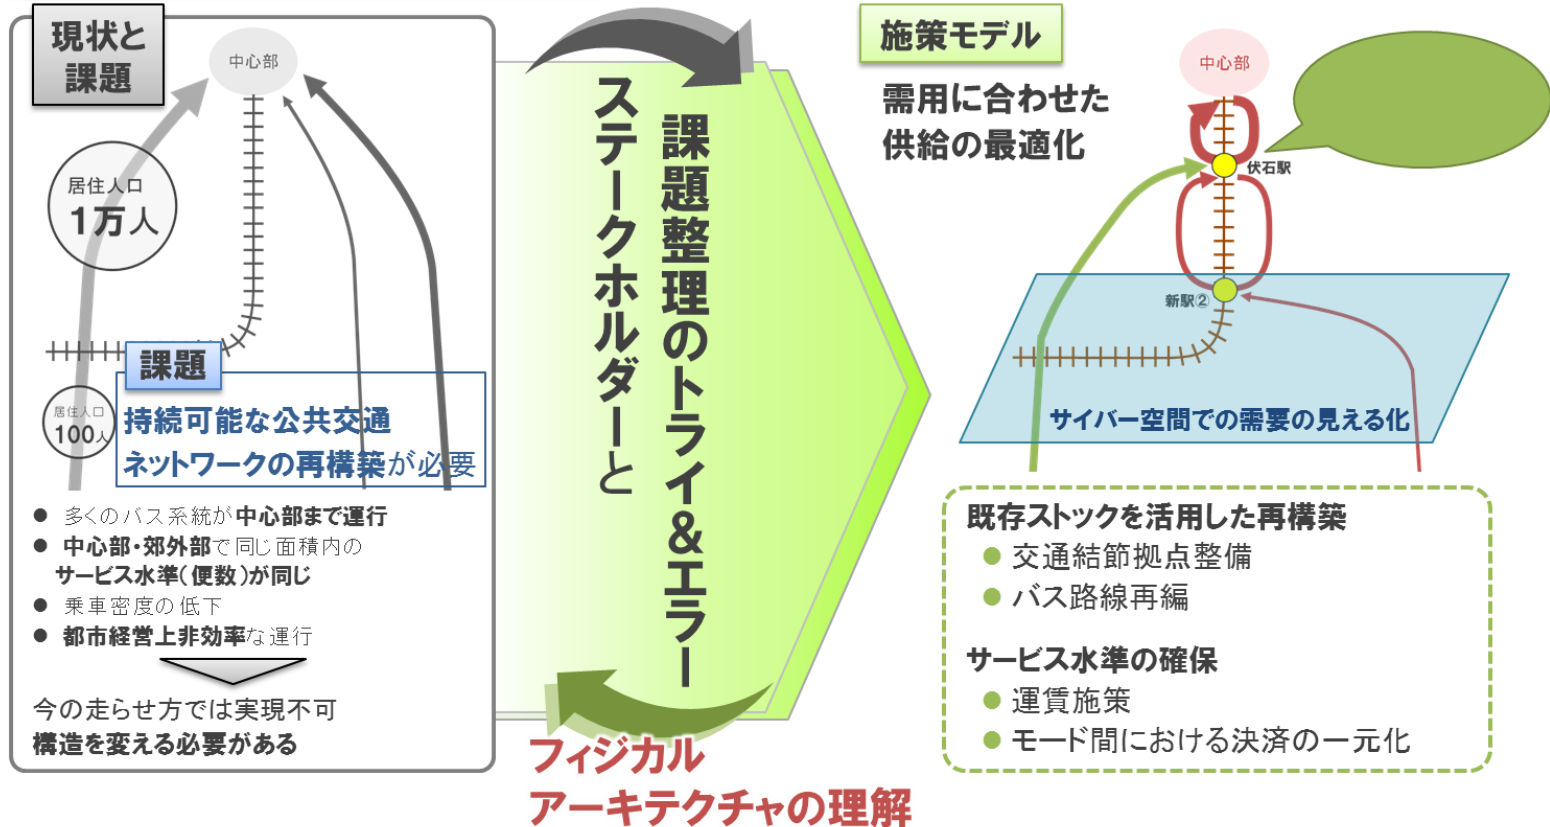 現状と
課題
中心部
居住人口
1万人
課題
居住人口
100人
持続可能な公共交通
ネットワークの再構築が必要
● 多くのバス系統が中心部まで運行
● 中心部・郊外部で同じ面積内の
サービス水準(便数)が同じ
● 乗車密度の低下
● 都市経営上非効率な運行
今の走らせ方では実現不可
構造を変える必要がある
ステークホルダーと
課題整理のトライ&エラー
フィジカル
アーキテクチャの理解
施策モデル
需用に合わせた
供給の最適化
中心部
伏石駅
新駅②
サイバー空間での需要の見える化
既存ストックを活用した再構築
● 交通結節拠点整備
● バス路線再編
サービス水準の確保
● 運賃施策
● モード間における決済の一元化